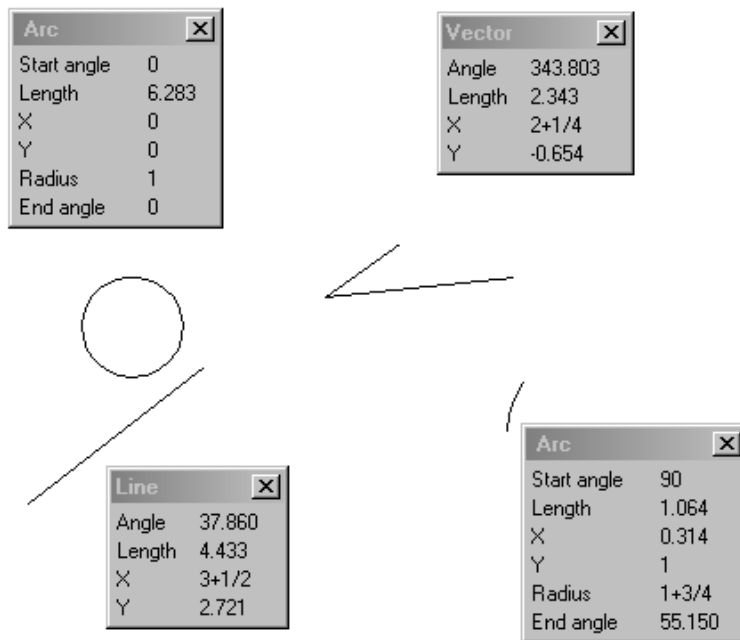 Arc
Start angle 0
Length 6.283
X 0
Y 0
Radius 1
End angle 0
Vector
Angle 343.803
Length 2.343
X 2+1/4
Y -0.654
Line
Angle 37.860
Length 4.433
X 3+1/2
Y 2.721
Arc
Start angle 90
Length 1.064
X 0.314
Y 1
Radius 1+3/4
End angle 55.150